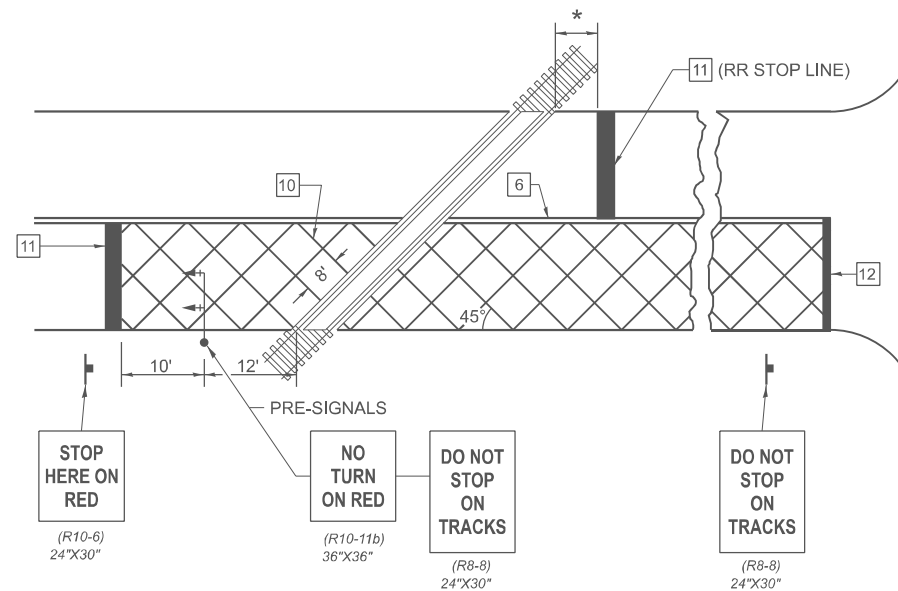 *
11 (RR STOP LINE)
10
6
11
8'
45°
12
10'
12'
PRE-SIGNALS
STOP
HERE ON
RED
(R10-6)
24"X30"
NO
TURN
ON RED
(R10-11b)
36"X36"
DO NOT
STOP
ON
TRACKS
(R8-8)
24"X30"
DO NOT
STOP
ON
TRACKS
(R8-8)
24"X30"